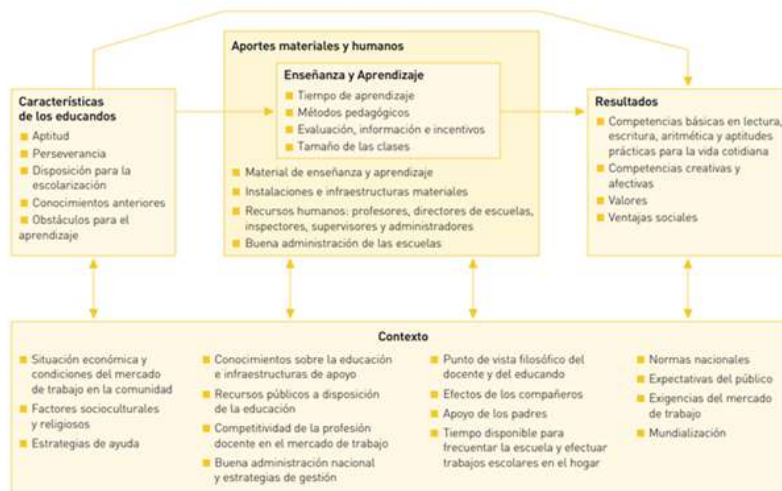 Aportes materiales y humanos
Enseñanza y Aprendizaje
Tiempo de aprendizaje
Métodos pedagógicos
Evaluación, información e incentivos
Tamaño de las clases
Material de enseñanza y aprendizaje
Instalaciones e infraestructuras materiales
Recursos humanos: profesores, directores de escuelas,
inspectores, supervisores y administradores
Buena administración de las escuelas
Características
de los educandos
Aptitud
Perseverancia
Disposición para la
escolarización
Conocimientos anteriores
Obstáculos para el
aprendizaje
Resultados
Competencias básicas en lectura,
escritura, aritmética y aptitudes
prácticas para la vida cotidiana
Competencias creativas y
afectivas
Valores
Ventajas sociales
Contexto
Situación económica y
condiciones del mercado
de trabajo en la comunidad
Factores socioculturales
y religiosos
Estrategias de ayuda
Conocimientos sobre la educación
e infraestructuras de apoyo
Recursos públicos a disposición
de la educación
Competitividad de la profesión
docente en el mercado de trabajo
Buena administración nacional
y estrategias de gestión
Punto de vista filosófico del
docente y del educando
Efectos de los compañeros
Apoyo de los padres
Tiempo disponible para
frecuentar la escuela y efectuar
trabajos escolares en el hogar
Normas nacionales
Expectativas del público
Exigencias del mercado
de trabajo
Mundialización